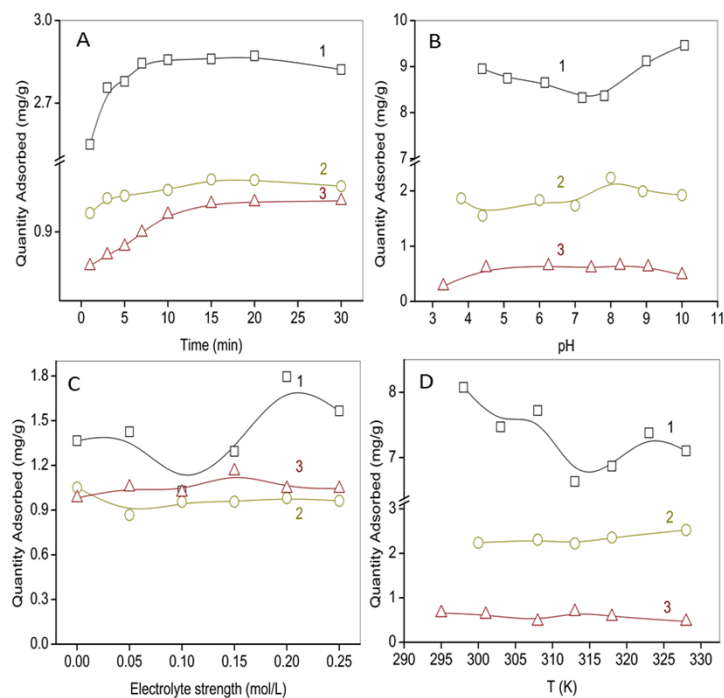 A
3.0
2.7
0.9
1
2
3
Quantity Adsorbed (mg/g)
0 5 10 15 20 25 30
Time (min)
B
10
9
8
7
2
1
0
1
2
3
Quantity Adsorbed (mg/g)
3 4 5 6 7 8 9 10 11
pH
C
1.8
1.5
1.2
0.9
0.6
0.3
0.0
1
3
2
Quantity Adsorbed (mg/g)
0.00 0.05 0.10 0.15 0.20 0.25
Electrolyte strength (mol/L)
D
8
7
3
2
1
0
1
2
3
Quantity Adsorbed (mg/g)
290 295 300 305 310 315 320 325 330
T (K)